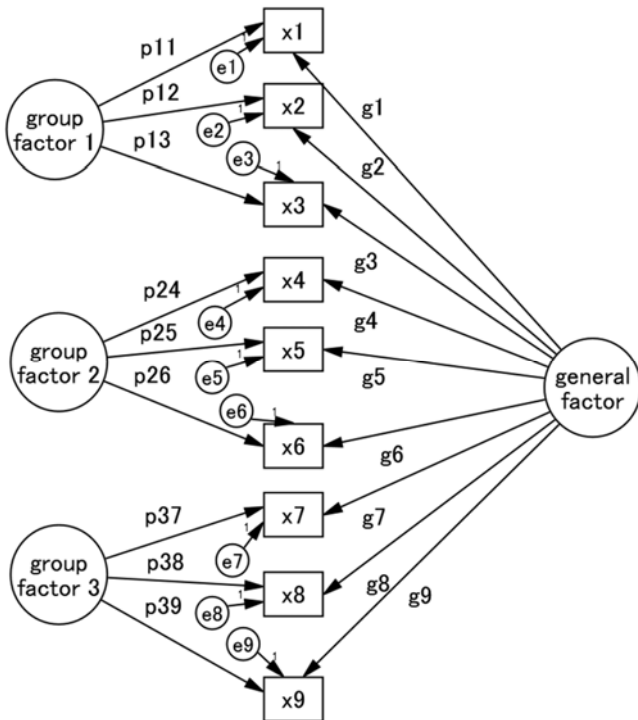 x1
p11
1
e1
p12
x2
g1
group
factor 1
1
e2
p13
e3
1
g2
x3
g3
p24
x4
1
e4
g4
p25
x5
group
factor 2
1
e5
p26
g5
general
factor
e6
1
x6
g6
p37
x7
1
e7
g7
group
factor 3
p38
x8
1
e8
p39
g8
g9
e9
1
x9